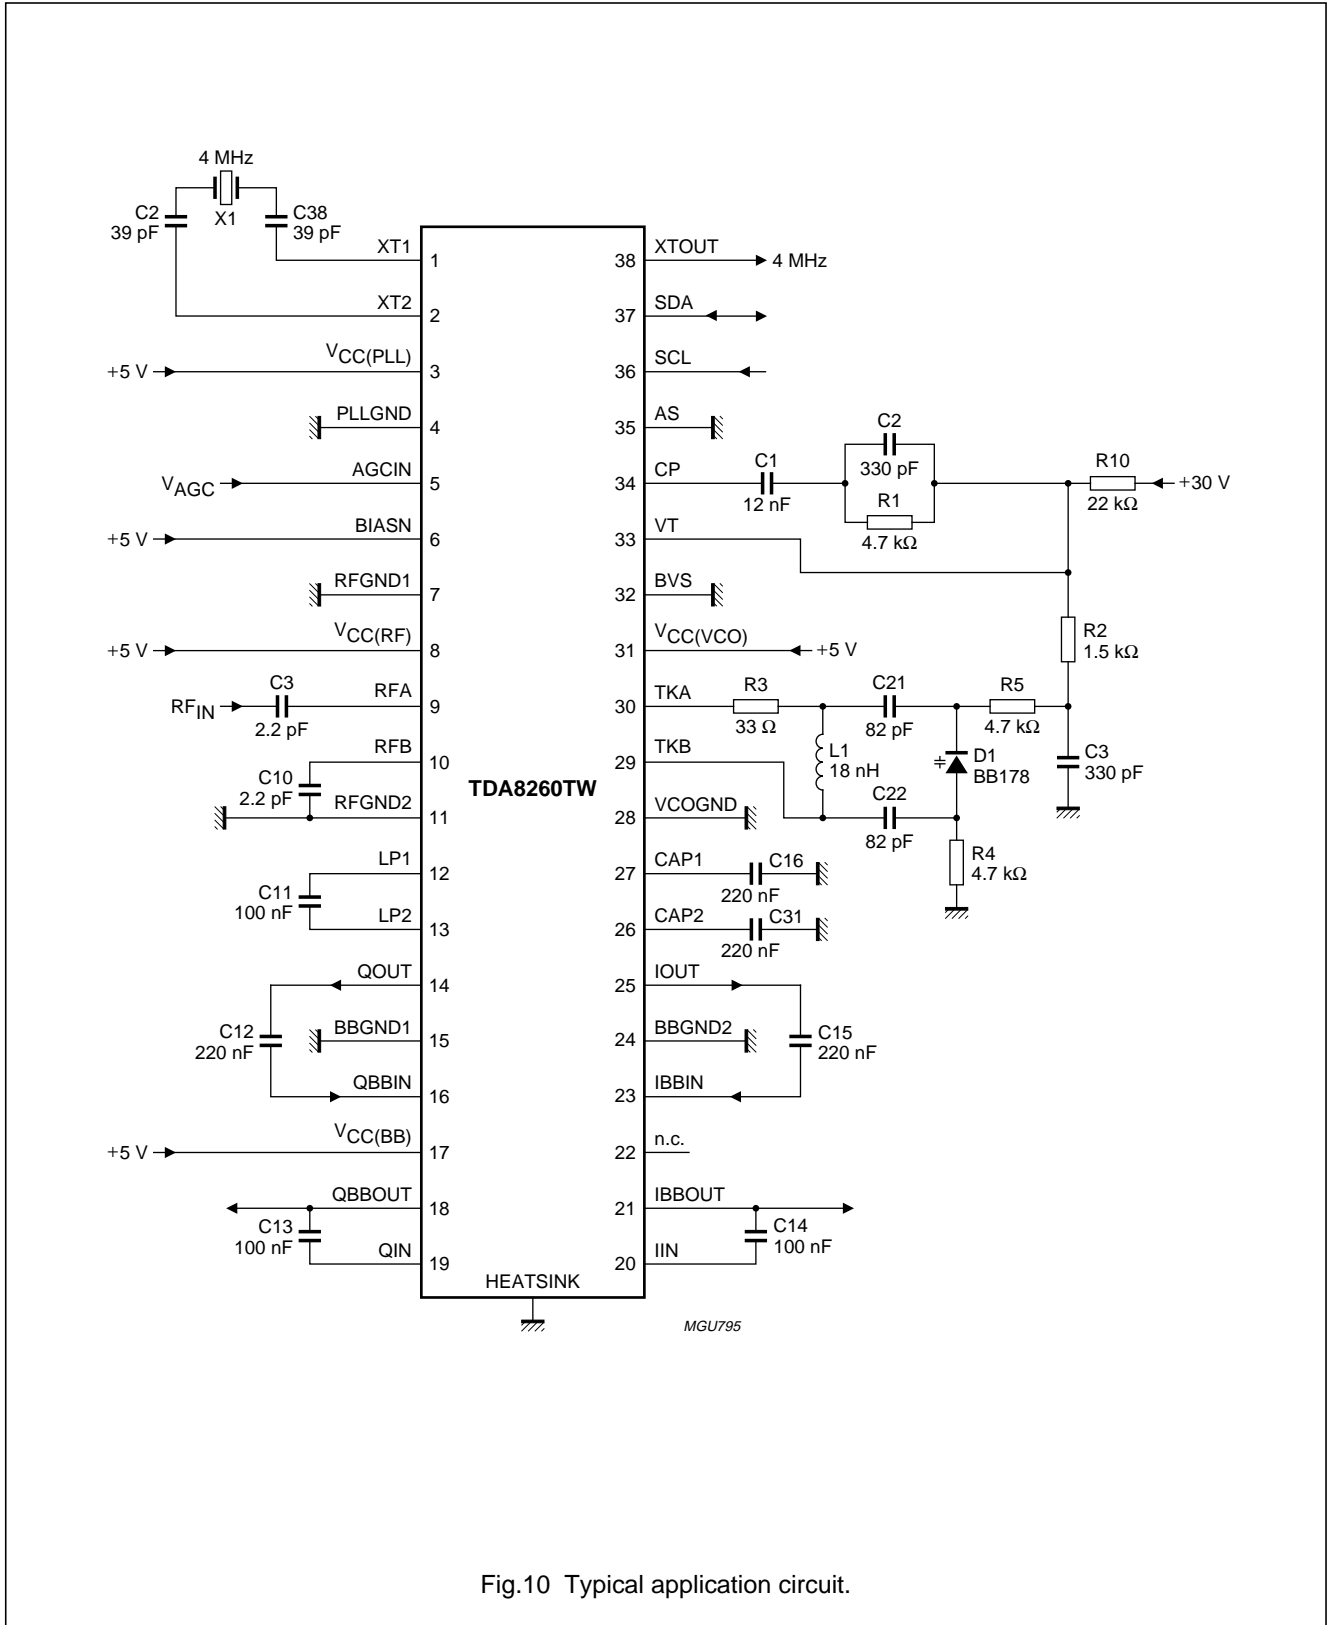 4 MHz
X1
C2
39 pF
C38
39 pF
XT1
1
XT2
2
+5 V
VCC(PLL)
3
PLLGND
4
VAGC
AGCIN
5
+5 V
BIASN
6
RFGND1
7
+5 V
VCC(RF)
8
RFIN
C3
2.2 pF
RFA
9
RFB
10
C10
2.2 pF
RFGND2
11
LP1
12
C11
100 nF
LP2
13
QOUT
14
C12
220 nF
BBGND1
15
QBBIN
16
+5 V
VCC(BB)
17
QBBOUT
18
C13
100 nF
QIN
19
TDA8260TW
HEATSINK
38
XTOUT
4 MHz
37
SDA
36
SCL
35
AS
34
CP
C1
12 nF
C2
330 pF
R1
4.7 kΩ
R10
22 kΩ
+30 V
33
VT
32
BVS
31
VCC(VCO)
+5 V
R2
1.5 kΩ
30
TKA
R3
33 Ω
C21
82 pF
R5
4.7 kΩ
29
TKB
L1
18 nH
D1
BB178
C3
330 pF
28
VCOGND
C22
82 pF
R4
4.7 kΩ
27
CAP1
C16
220 nF
26
CAP2
C31
220 nF
25
IOUT
24
BBGND2
C15
220 nF
23
IBBIN
22
n.c.
21
IBBOUT
C14
100 nF
20
IIN
MGU795
Fig.10 Typical application circuit.